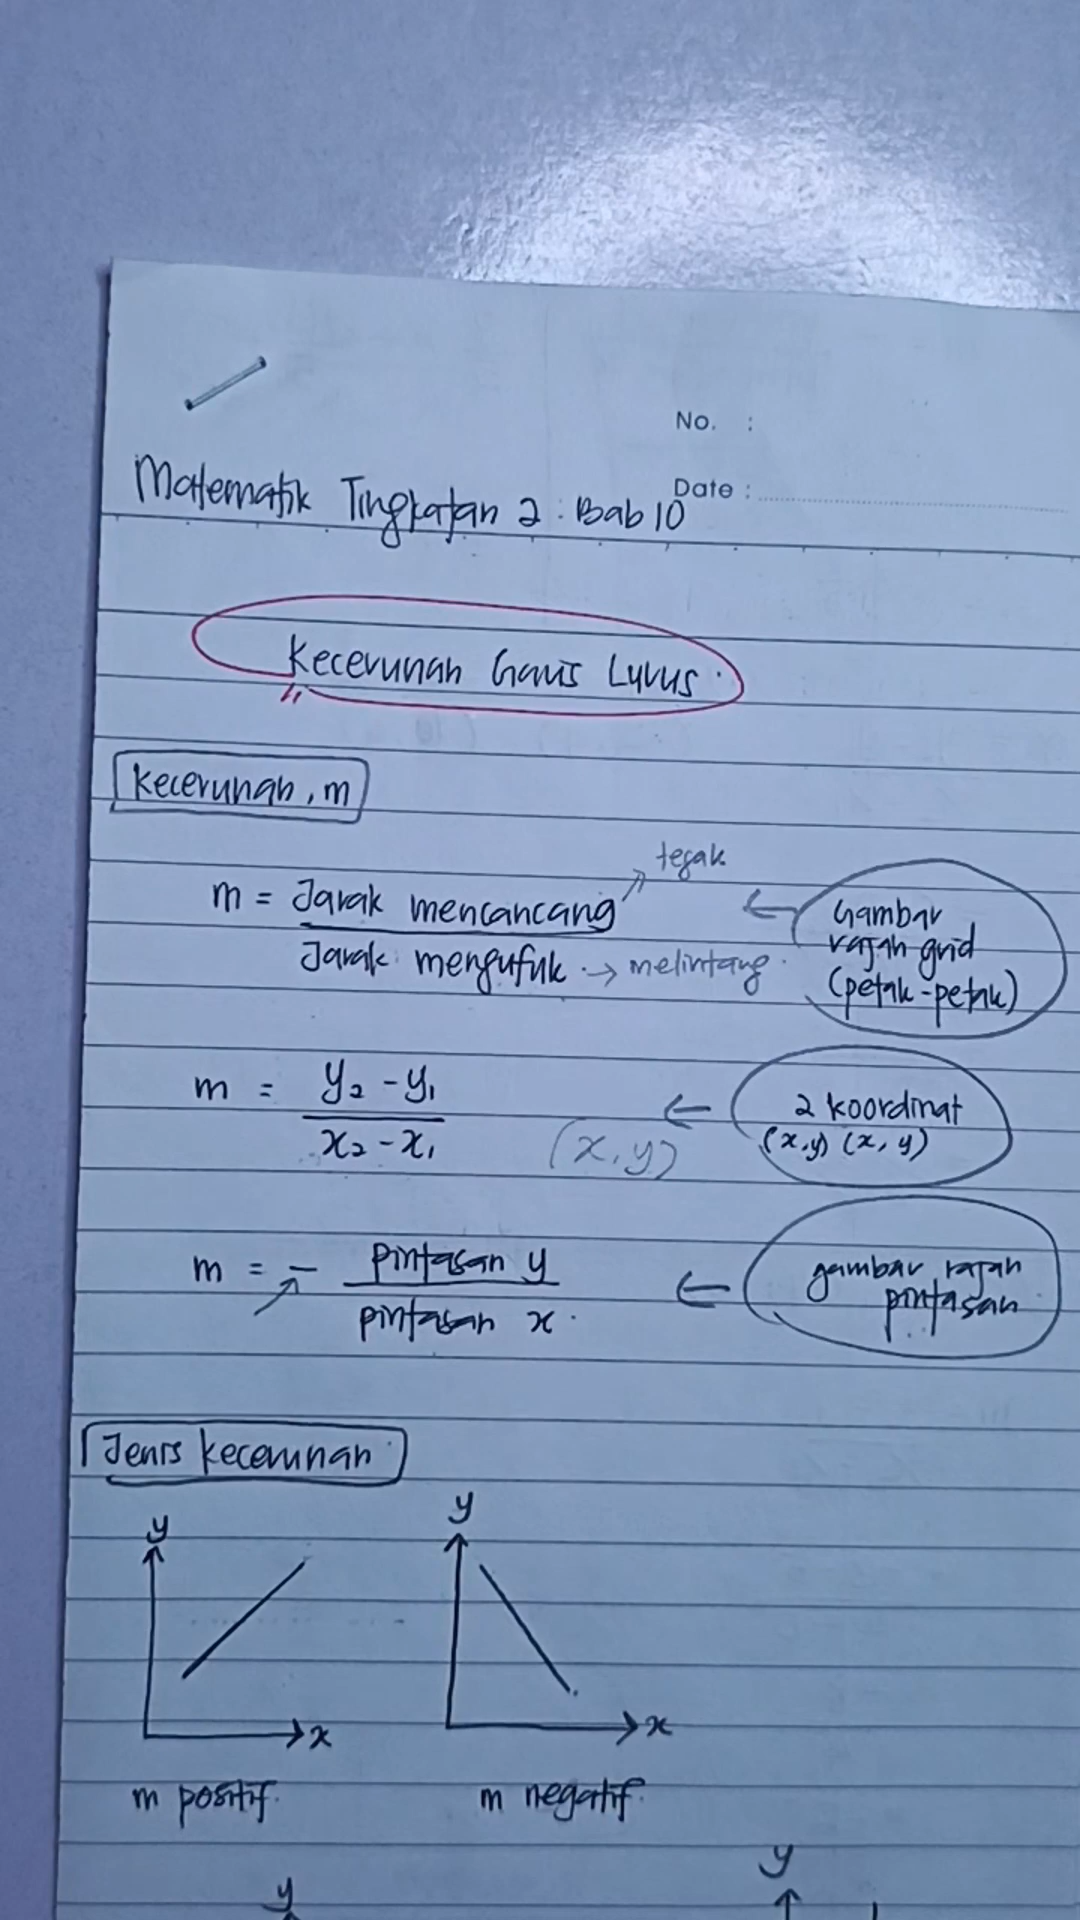 No. :
Date :
Matematik Tingkatan 2 : Bab 10
Kecerunan Garis Lurus.
Kecerunan, m
m = Jarak mencancang → tegak
Jarak mengufuk → melintang
← Gambar
rajah grid
(petak-petak)
m = y₂ - y₁
x₂ - x₁
(x,y)
← 2 koordinat
(x,y) (x, y)
m = - pintasan y
pintasan x
← gambar rajah
pintasan
Jenis kecerunan
y
x
m positif.
y
x
m negatif.
y
y